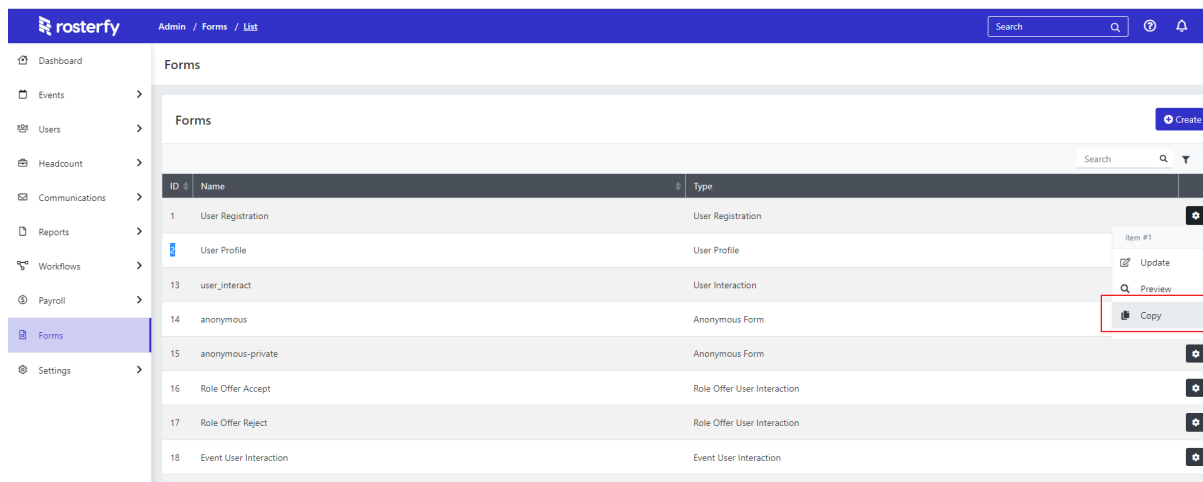 rosterfy Admin / Forms / List Search
Dashboard
Forms
Events
Forms
Create
Users
Headcount
Search
ID Name Type
Communications
1 User Registration User Registration
Reports
item #1
2 User Profile User Profile
Workflows
Update
13 user_interact User Interaction
Preview
Payroll
14 anonymous Anonymous Form
Copy
Forms
15 anonymous-private Anonymous Form
Settings
16 Role Offer Accept Role Offer User Interaction
17 Role Offer Reject Role Offer User Interaction
18 Event User Interaction Event User Interaction